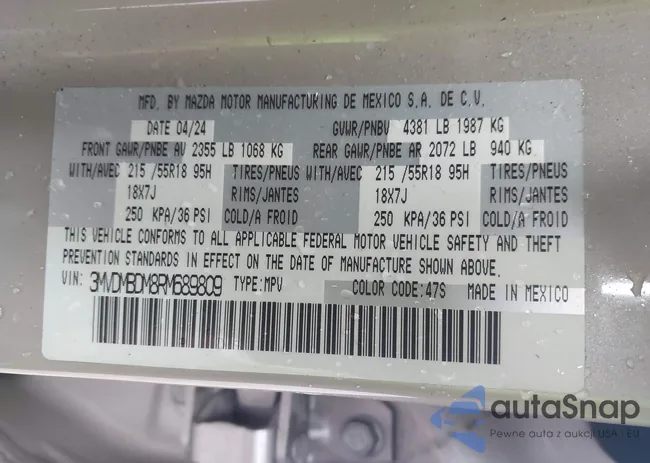 MFD. BY MAZDA MOTOR MANUFACTURING DE MEXICO S.A. DE C.V.
DATE 04/24 GVWR/PNBV 4381 LB 1987 KG
FRONT GAWR/PNBE AV 2355 LB 1068 KG REAR GAWR/PNBE AR 2072 LB 940 KG
WITH/AVEC 215 /55R18 95H TIRES/PNEUS WITH/AVEC 215 /55R18 95H TIRES/PNEUS
18X7J RIMS/JANTES 18X7J RIMS/JANTES
250 KPA/36 PSI COLD/A FROID 250 KPA/36 PSI COLD/A FROID
THIS VEHICLE CONFORMS TO ALL APPLICABLE FEDERAL MOTOR VEHICLE SAFETY AND THEFT
PREVENTION STANDARDS IN EFFECT ON THE DATE OF MANUFACTURE SHOWN ABOVE.
VIN: 3MVDMBDM8RM689809 TYPE:MPV COLOR CODE:47S MADE IN MEXICO
autaSnap
Pewne auta z aukcji USA - EU